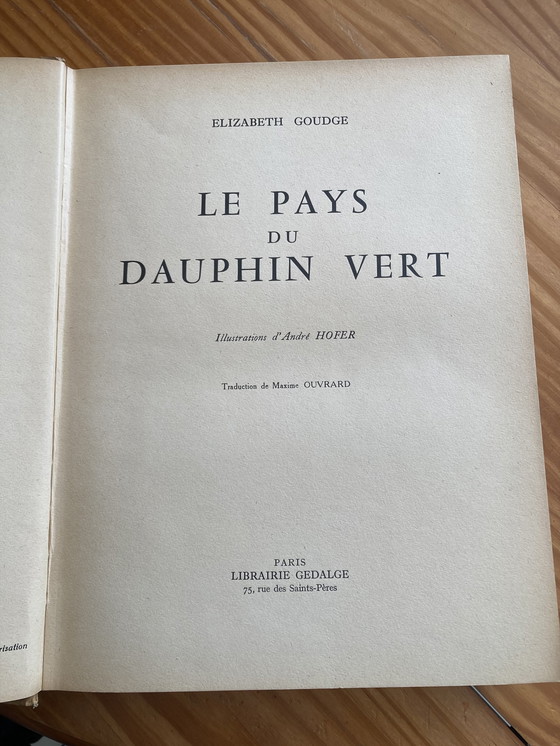 ELIZABETH GOUDGE
LE PAYS
DU
DAUPHIN VERT
Illustrations d'André HOFER
Traduction de Maxime OUVRARD
PARIS
LIBRAIRIE GEDALGE
75, rue des Saints-Pères